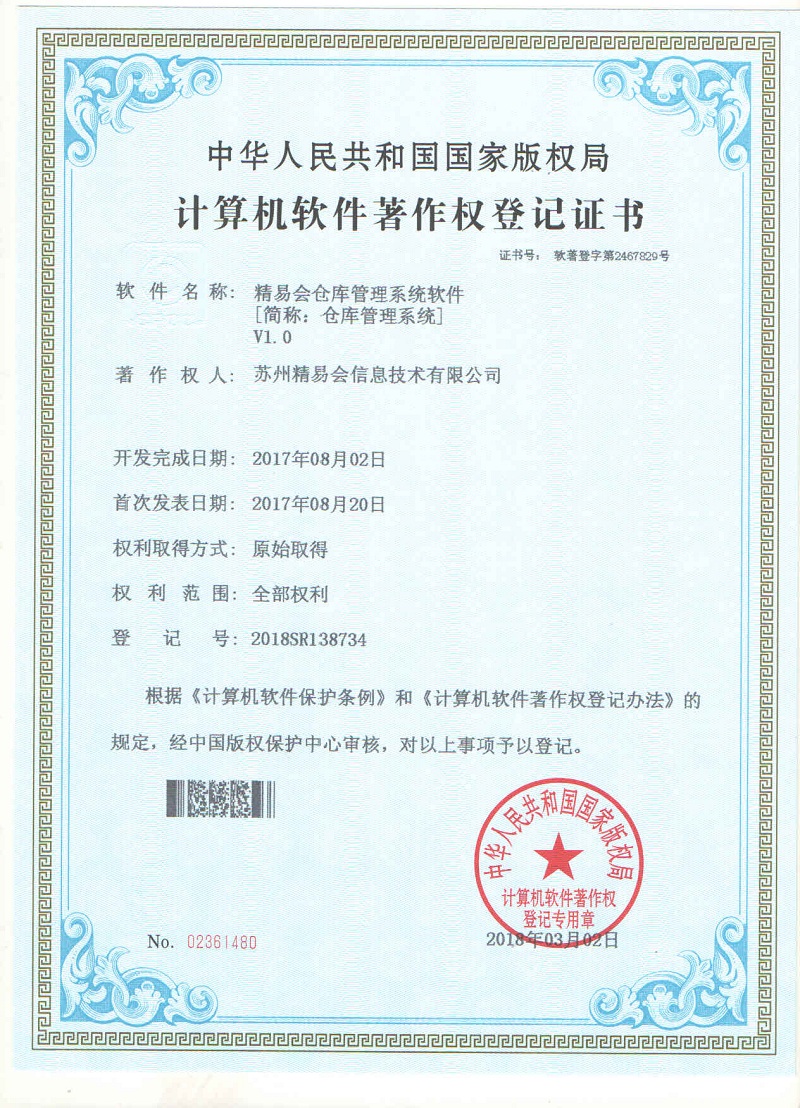 中华人民共和国国家版权局
计算机软件著作权登记证书
证书号： 软著登字第2467829号
软件名称： 精易会仓库管理系统软件
[简称：仓库管理系统]
V1.0
著作权人： 苏州精易会信息技术有限公司
开发完成日期： 2017年08月02日
首次发表日期： 2017年08月20日
权利取得方式： 原始取得
权利范围： 全部权利
登记号： 2018SR138734
根据《计算机软件保护条例》和《计算机软件著作权登记办法》的
规定，经中国版权保护中心审核，对以上事项予以登记。
中华人民共和国国家版权局
计算机软件著作权
登记专用章
No. 02361480
2018年03月02日